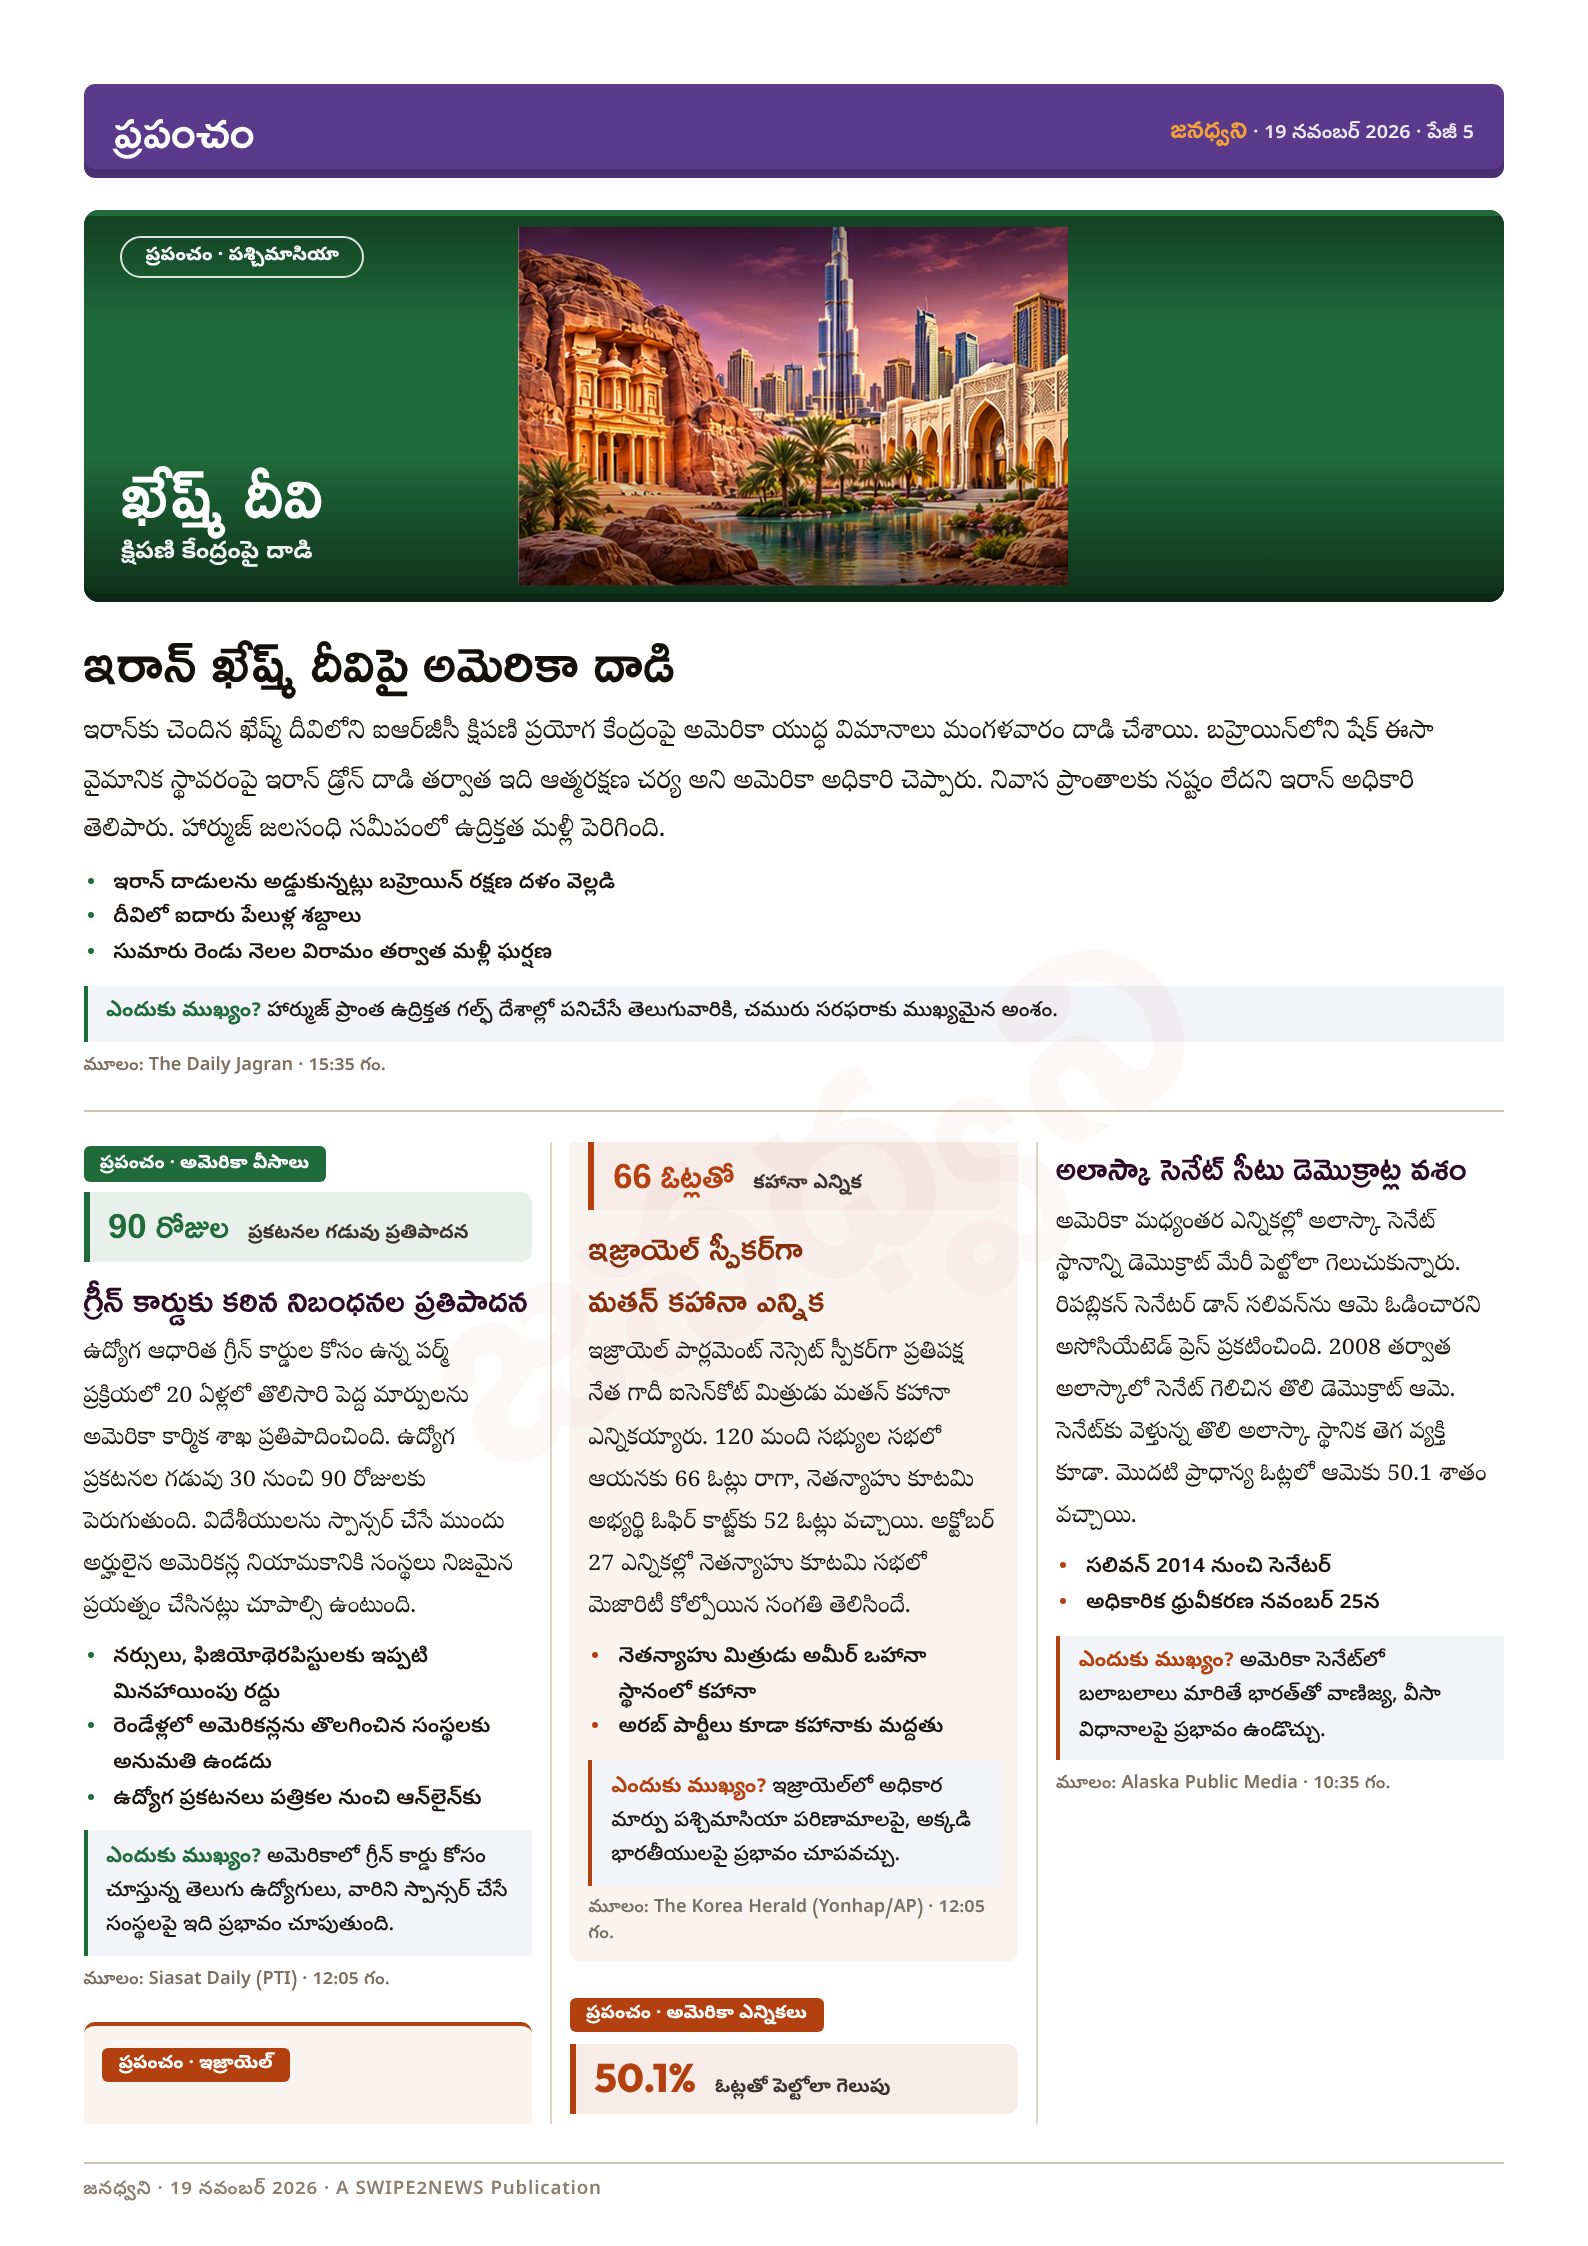 ప్రపంచం
జనధ్వని · 19 నవంబర్ 2026 · పేజీ 5
ప్రపంచం · పశ్చిమాసియా
ఖేష్మ్ దీవి
క్షిపణి కేంద్రంపై దాడి
ఇరాన్ ఖేష్మ్ దీవిపై అమెరికా దాడి
ఇరాన్‌కు చెందిన ఖేష్మ్ దీవిలోని ఐఆర్‌జీసీ క్షిపణి ప్రయోగ కేంద్రంపై అమెరికా యుద్ధ విమానాలు మంగళవారం దాడి చేశాయి. బహ్రెయిన్‌లోని షేక్ ఈసా
వైమానిక స్థావరంపై ఇరాన్ డ్రోన్ దాడి తర్వాత ఇది ఆత్మరక్షణ చర్య అని అమెరికా అధికారి చెప్పారు. నివాస ప్రాంతాలకు నష్టం లేదని ఇరాన్ అధికారి
తెలిపారు. హార్ముజ్ జలసంధి సమీపంలో ఉద్రిక్తత మళ్లీ పెరిగింది.
• ఇరాన్ దాడులను అడ్డుకున్నట్లు బహ్రెయిన్ రక్షణ దళం వెల్లడి
• దీవిలో ఐదారు పేలుళ్ల శబ్దాలు
• సుమారు రెండు నెలల విరామం తర్వాత మళ్లీ ఘర్షణ
ఎందుకు ముఖ్యం? హార్ముజ్ ప్రాంత ఉద్రిక్తత గల్ఫ్ దేశాల్లో పనిచేసే తెలుగువారికి, చమురు సరఫరాకు ముఖ్యమైన అంశం.
మూలం: The Daily Jagran · 15:35 గం.
ప్రపంచం · అమెరికా వీసాలు
90 రోజుల ప్రకటనల గడువు ప్రతిపాదన
గ్రీన్ కార్డుకు కఠిన నిబంధనల ప్రతిపాదన
ఉద్యోగ ఆధారిత గ్రీన్ కార్డుల కోసం ఉన్న పర్మ్
ప్రక్రియలో 20 ఏళ్లలో తొలిసారి పెద్ద మార్పులను
అమెరికా కార్మిక శాఖ ప్రతిపాదించింది. ఉద్యోగ
ప్రకటనల గడువు 30 నుంచి 90 రోజులకు
పెరుగుతుంది. విదేశీయులను స్పాన్సర్ చేసే ముందు
అర్హులైన అమెరికన్ల నియామకానికి సంస్థలు నిజమైన
ప్రయత్నం చేసినట్లు చూపాల్సి ఉంటుంది.
• నర్సులు, ఫిజియోథెరపిస్టులకు ఇప్పటి
మినహాయింపు రద్దు
• రెండేళ్లలో అమెరికన్లను తొలగించిన సంస్థలకు
అనుమతి ఉండదు
• ఉద్యోగ ప్రకటనలు పత్రికల నుంచి ఆన్‌లైన్‌కు
ఎందుకు ముఖ్యం? అమెరికాలో గ్రీన్ కార్డు కోసం
చూస్తున్న తెలుగు ఉద్యోగులు, వారిని స్పాన్సర్ చేసే
సంస్థలపై ఇది ప్రభావం చూపుతుంది.
మూలం: Siasat Daily (PTI) · 12:05 గం.
ప్రపంచం · ఇజ్రాయెల్
66 ఓట్లతో కహానా ఎన్నిక
ఇజ్రాయెల్ స్పీకర్‌గా
మతన్ కహానా ఎన్నిక
ఇజ్రాయెల్ పార్లమెంట్ నెస్సెట్ స్పీకర్‌గా ప్రతిపక్ష
నేత గాదీ ఐసెన్‌కోట్ మిత్రుడు మతన్ కహానా
ఎన్నికయ్యారు. 120 మంది సభ్యుల సభలో
ఆయనకు 66 ఓట్లు రాగా, నెతన్యాహు కూటమి
అభ్యర్థి ఓఫిర్ కాట్జ్‌కు 52 ఓట్లు వచ్చాయి. అక్టోబర్
27 ఎన్నికల్లో నెతన్యాహు కూటమి సభలో
మెజారిటీ కోల్పోయిన సంగతి తెలిసిందే.
• నెతన్యాహు మిత్రుడు అమీర్ ఒహానా
స్థానంలో కహానా
• అరబ్ పార్టీలు కూడా కహానాకు మద్దతు
ఎందుకు ముఖ్యం? ఇజ్రాయెల్‌లో అధికార
మార్పు పశ్చిమాసియా పరిణామాలపై, అక్కడి
భారతీయులపై ప్రభావం చూపవచ్చు.
మూలం: The Korea Herald (Yonhap/AP) · 12:05
గం.
ప్రపంచం · అమెరికా ఎన్నికలు
50.1% ఓట్లతో పెల్టోలా గెలుపు
అలాస్కా సెనేట్ సీటు డెమొక్రాట్ల వశం
అమెరికా మధ్యంతర ఎన్నికల్లో అలాస్కా సెనేట్
స్థానాన్ని డెమొక్రాట్ మేరీ పెల్టోలా గెలుచుకున్నారు.
రిపబ్లికన్ సెనేటర్ డాన్ సలివన్‌ను ఆమె ఓడించారని
అసోసియేటెడ్ ప్రెస్ ప్రకటించింది. 2008 తర్వాత
అలాస్కాలో సెనేట్ గెలిచిన తొలి డెమొక్రాట్ ఆమె.
సెనేట్‌కు వెళ్తున్న తొలి అలాస్కా స్థానిక తెగ వ్యక్తి
కూడా. మొదటి ప్రాధాన్య ఓట్లలో ఆమెకు 50.1 శాతం
వచ్చాయి.
• సలివన్ 2014 నుంచి సెనేటర్
• అధికారిక ధ్రువీకరణ నవంబర్ 25న
ఎందుకు ముఖ్యం? అమెరికా సెనేట్‌లో
బలాబలాలు మారితే భారత్‌తో వాణిజ్య, వీసా
విధానాలపై ప్రభావం ఉండొచ్చు.
మూలం: Alaska Public Media · 10:35 గం.
జనధ్వని
జనధ్వని · 19 నవంబర్ 2026 · A SWIPE2NEWS Publication